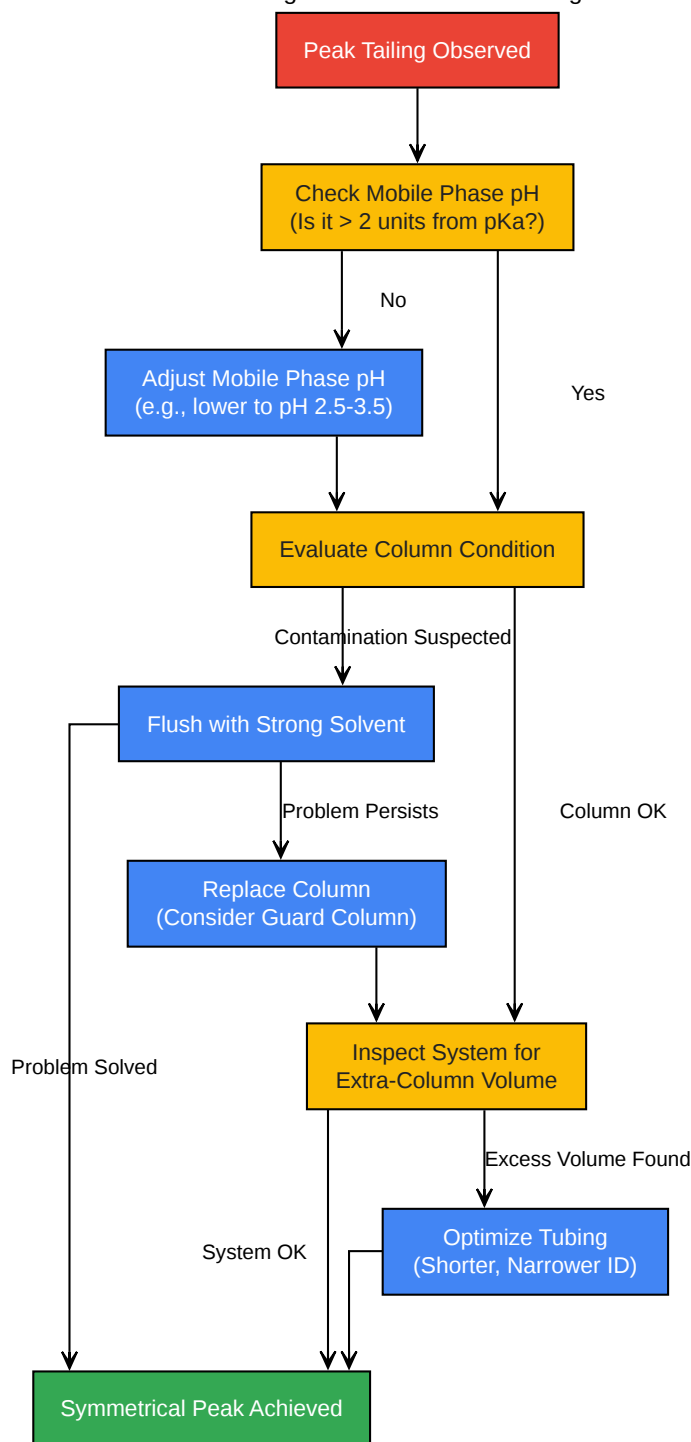 Peak Tailing Observed
Check Mobile Phase pH
(Is it > 2 units from pKa?)
No
Adjust Mobile Phase pH
(e.g., lower to pH 2.5-3.5)
Yes
Evaluate Column Condition
Contamination Suspected
Flush with Strong Solvent
Problem Persists
Column OK
Replace Column
(Consider Guard Column)
Inspect System for
Extra-Column Volume
Problem Solved
Excess Volume Found
System OK
Optimize Tubing
(Shorter, Narrower ID)
Symmetrical Peak Achieved